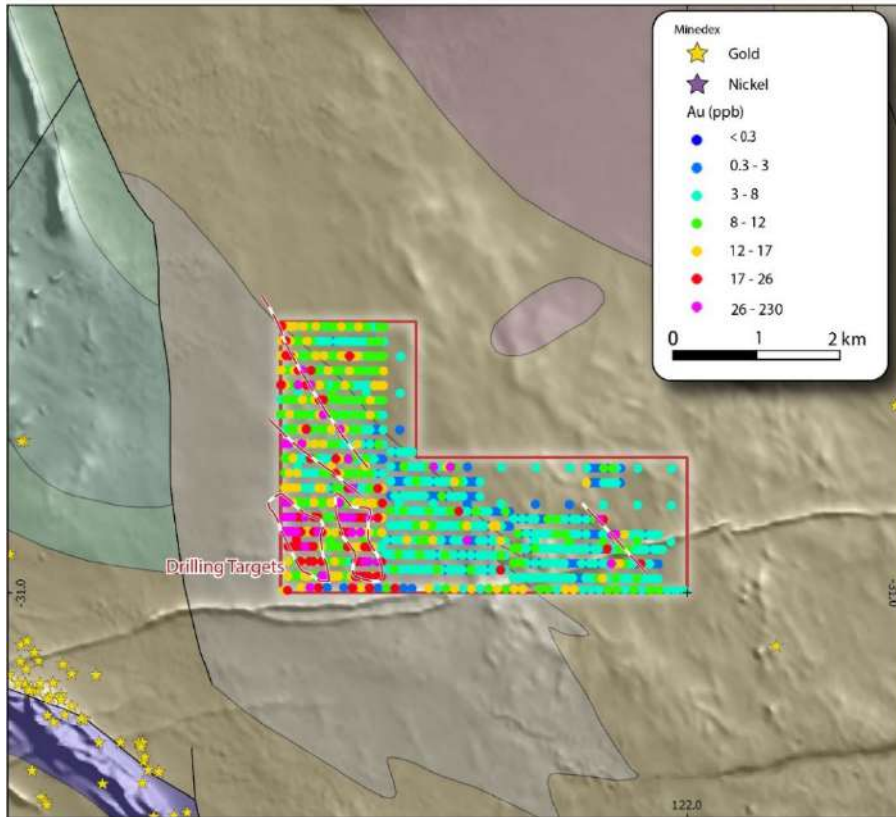 Minedex
Gold
Nickel
Au (ppb)
< 0.3
0.3 - 3
3 - 8
8 - 12
12 - 17
17 - 26
26 - 230
0 1 2 km
Drilling Targets
-31.0
-31.0
122.0